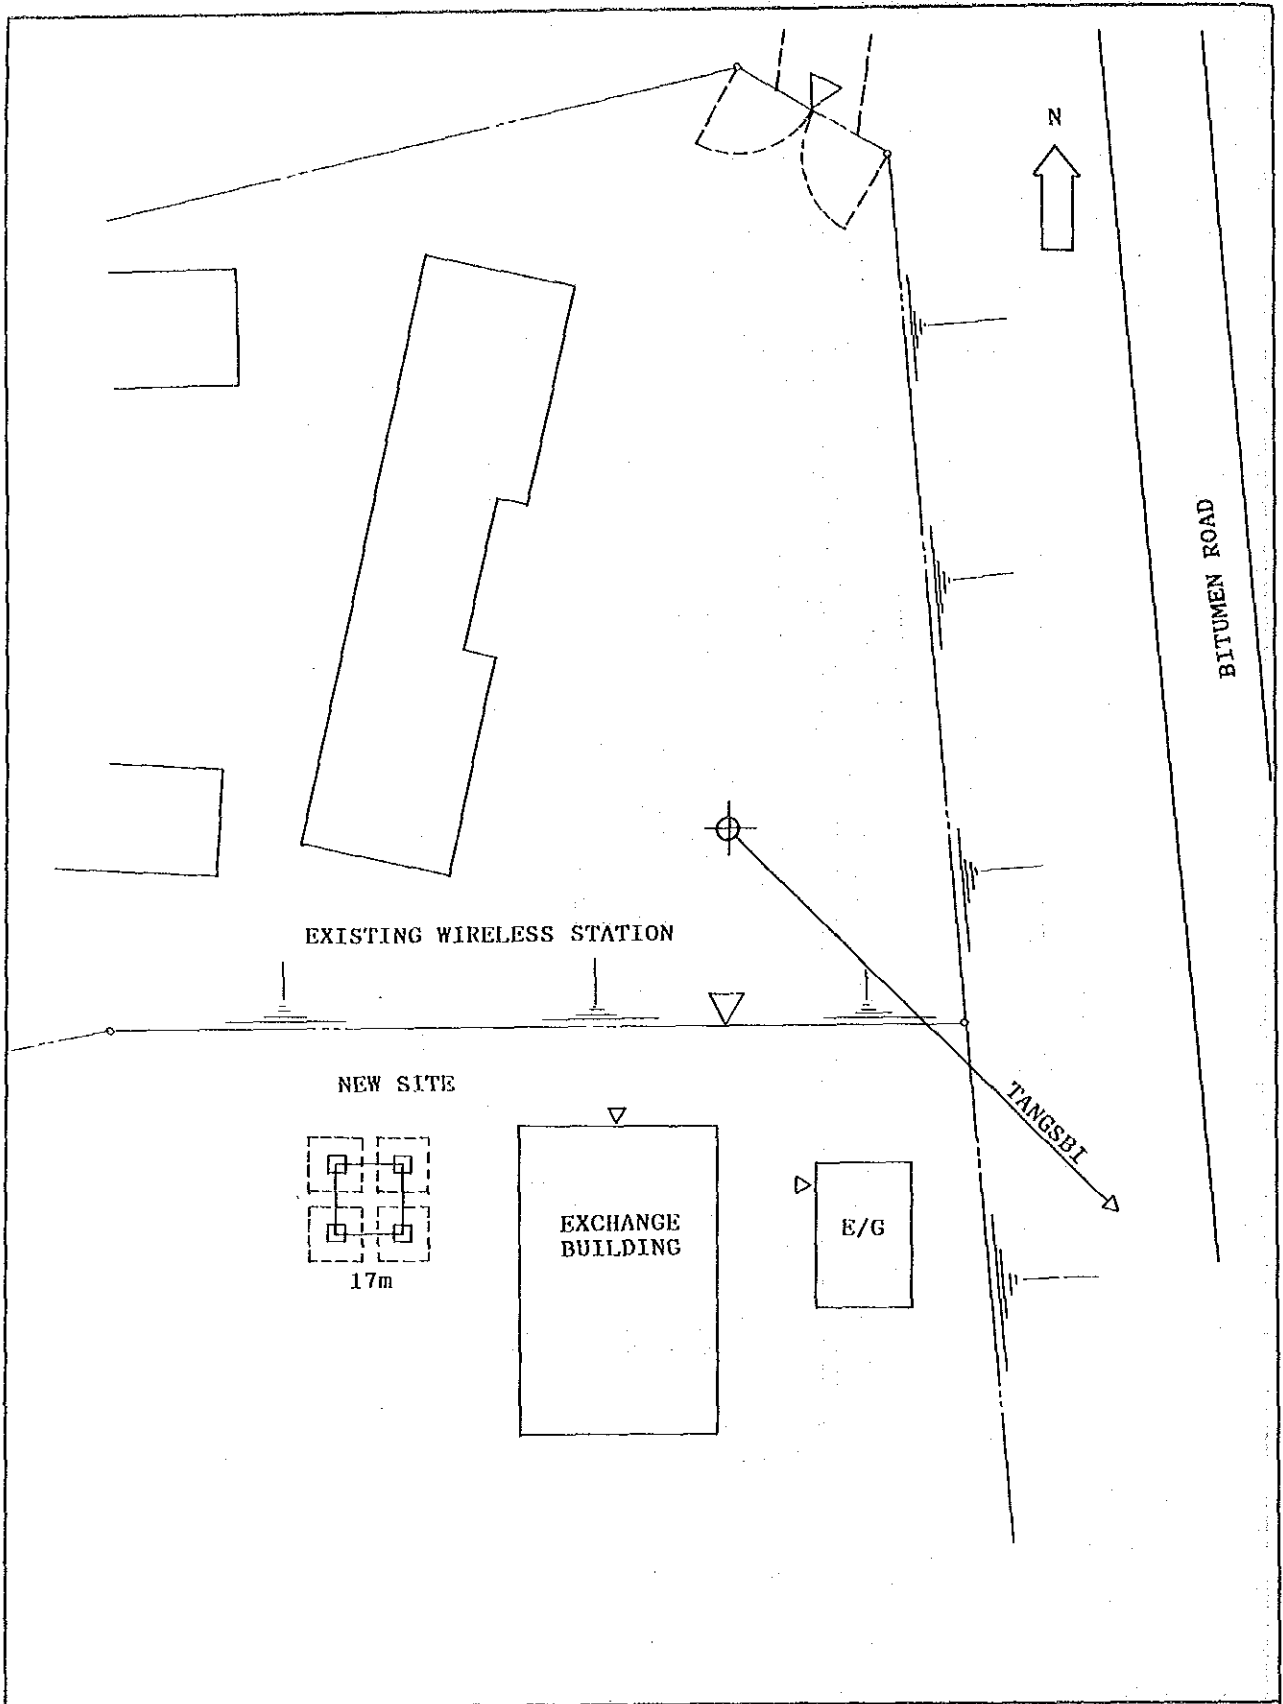 N
BITUMEN ROAD
EXISTING WIRELESS STATION
NEW SITE
TANGSBI
EXCHANGE
BUILDING
E/G
17m